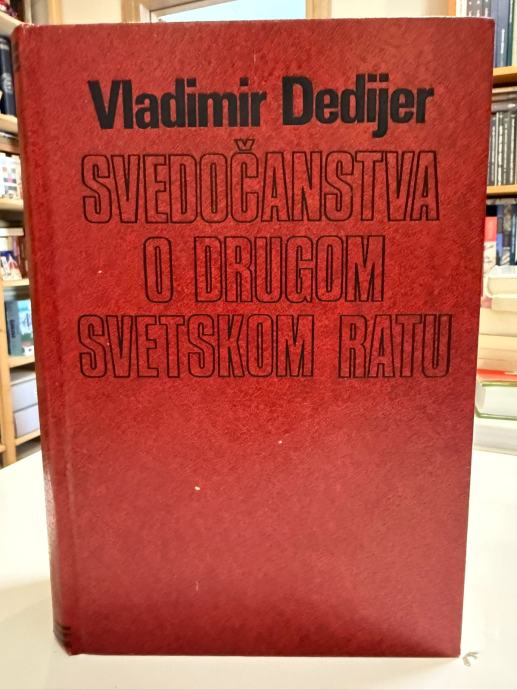 Vladimir Dedijer
SVEDOČANSTVA
O DRUGOM
SVETSKOM RATU